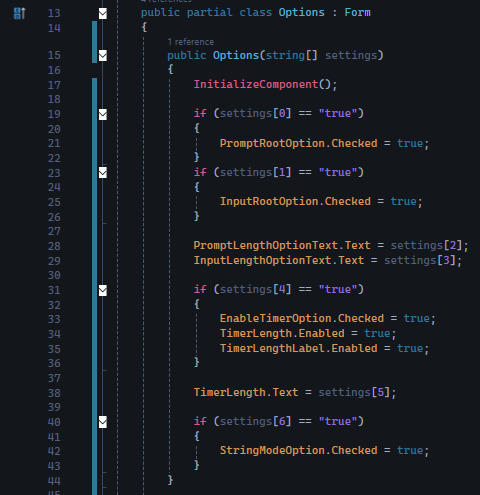 4 references
13 public partial class Options : Form
14 {
1 reference
15 public Options(string[] settings)
16 {
17 InitializeComponent();
18
19 if (settings[0] == "true")
20 {
21 PromptRootOption.Checked = true;
22 }
23 if (settings[1] == "true")
24 {
25 InputRootOption.Checked = true;
26 }
27
28 PromptLengthOptionText.Text = settings[2];
29 InputLengthOptionText.Text = settings[3];
30
31 if (settings[4] == "true")
32 {
33 EnableTimerOption.Checked = true;
34 TimerLength.Enabled = true;
35 TimerLengthLabel.Enabled = true;
36 }
37
38 TimerLength.Text = settings[5];
39
40 if (settings[6] == "true")
41 {
42 StringModeOption.Checked = true;
43 }
44 }
45